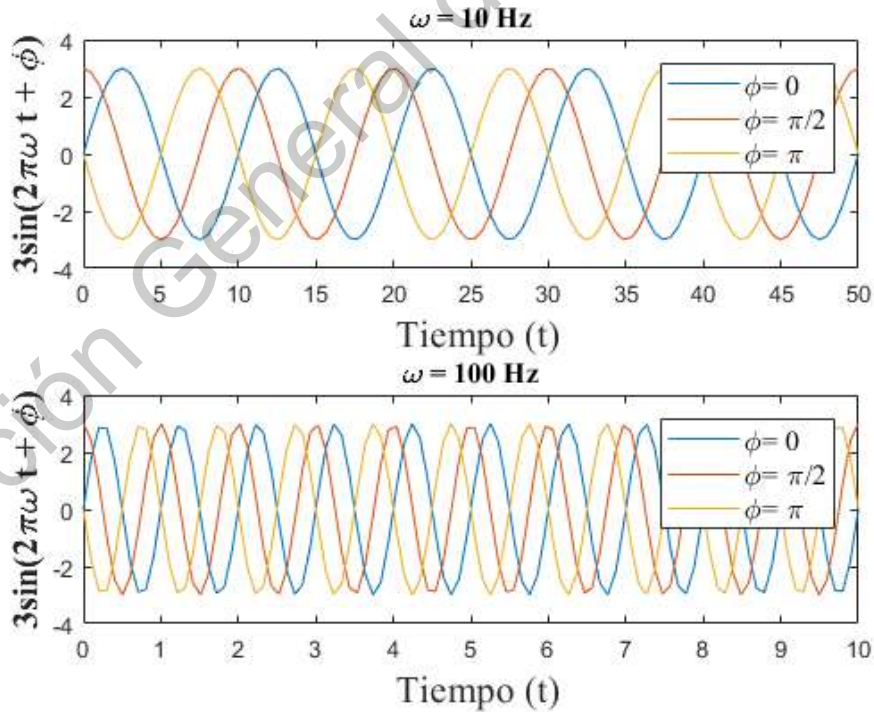 ω = 10 Hz
3sin(2πω t + ϕ)
4
2
0
-2
-4
ϕ= 0
ϕ= π/2
ϕ= π
0 5 10 15 20 25 30 35 40 45 50
Tiempo (t)
ω = 100 Hz
3sin(2πω t + ϕ)
4
2
0
-2
-4
ϕ= 0
ϕ= π/2
ϕ= π
0 1 2 3 4 5 6 7 8 9 10
Tiempo (t)
ción General d